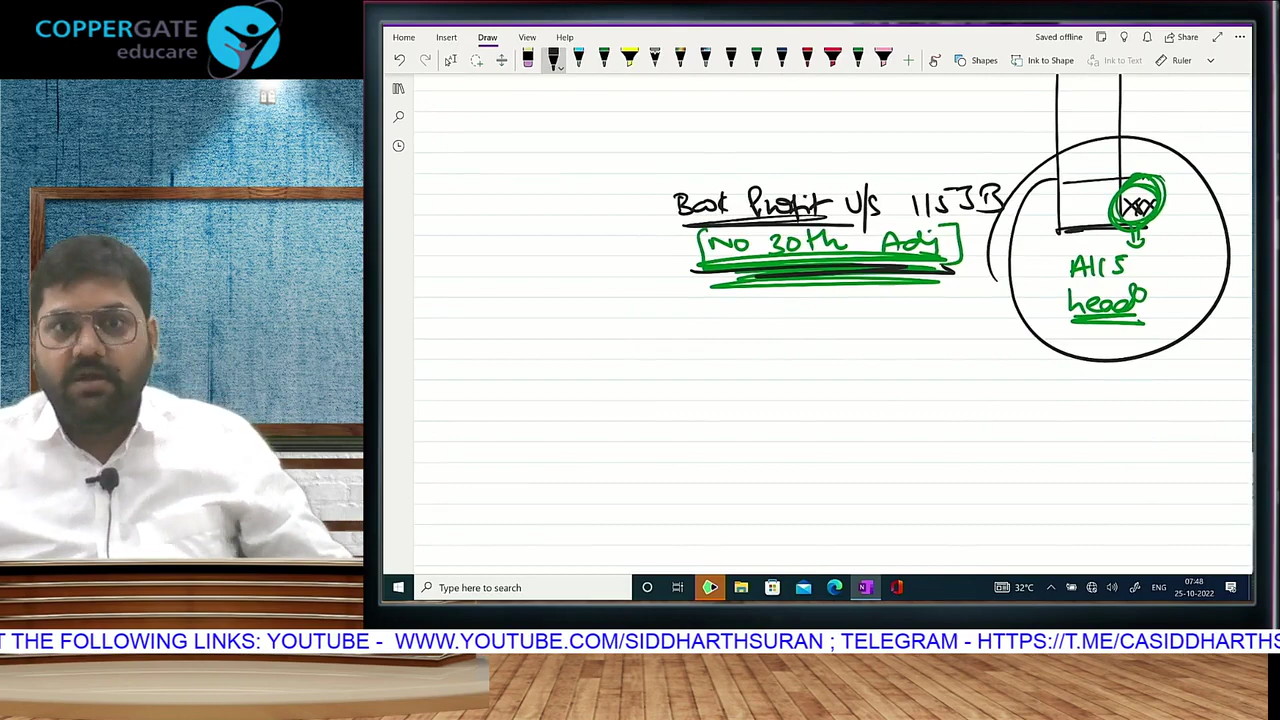 COPPERGATE
educare
Home Insert Draw View Help
Saved offline
Share
Shapes
Ink to Shape
Ink to Text
Ruler
Book Profit U/s 115JB
[No 30th Adj]
XXX
All 5
heads
Type here to search
32°C
ENG
07:48
25-10-2022
T THE FOLLOWING LINKS: YOUTUBE - WWW.YOUTUBE.COM/SIDDHARTHSURAN ; TELEGRAM - HTTPS://T.ME/CASIDDHARTHS